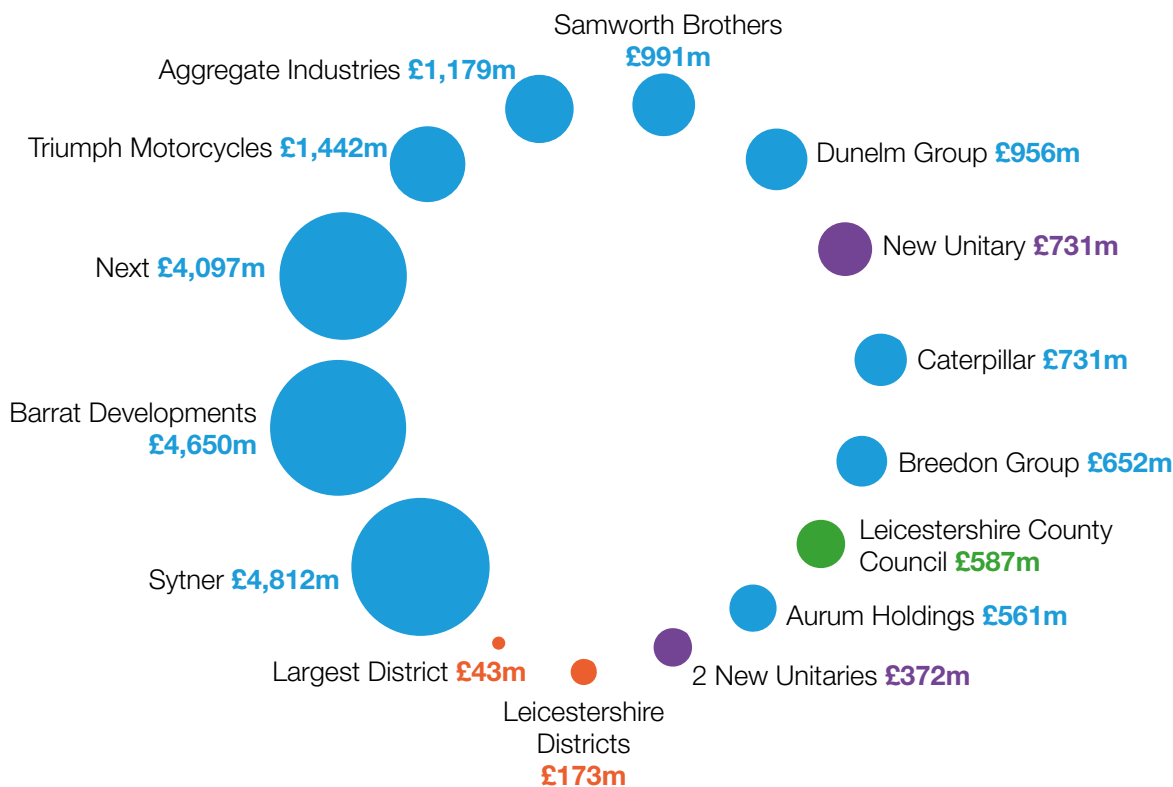 Samworth Brothers
£991m
Aggregate Industries £1,179m
Triumph Motorcycles £1,442m
Dunelm Group £956m
New Unitary £731m
Next £4,097m
Caterpillar £731m
Barrat Developments
£4,650m
Breedon Group £652m
Leicestershire County
Council £587m
Sytner £4,812m
Aurum Holdings £561m
Largest District £43m
2 New Unitaries £372m
Leicestershire
Districts
£173m